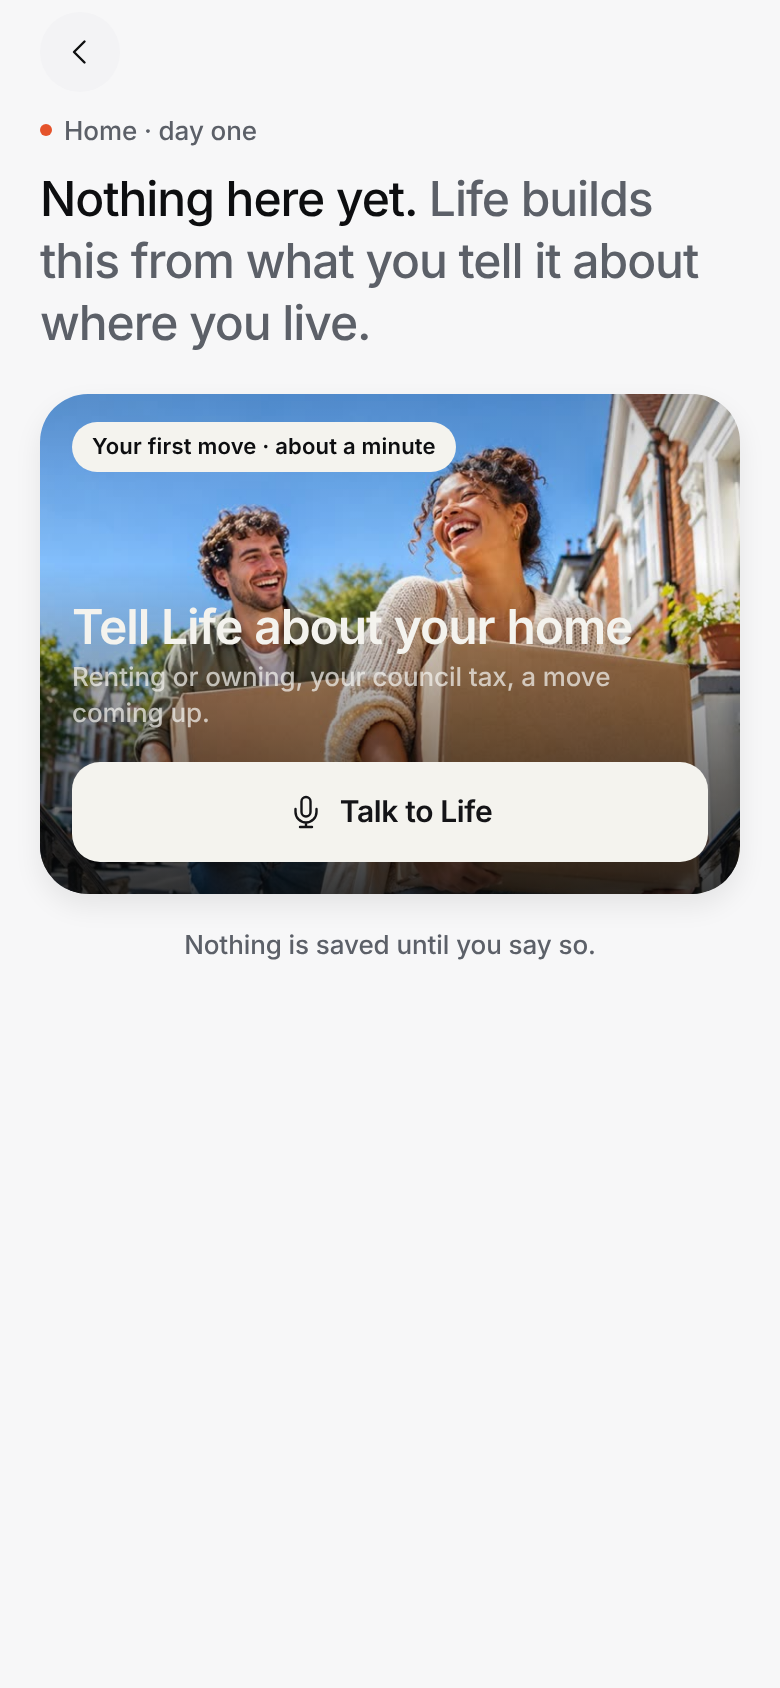 Home · day one
Nothing here yet. Life builds
this from what you tell it about
where you live.
Your first move · about a minute
Tell Life about your home
Renting or owning, your council tax, a move
coming up.
Talk to Life
Nothing is saved until you say so.